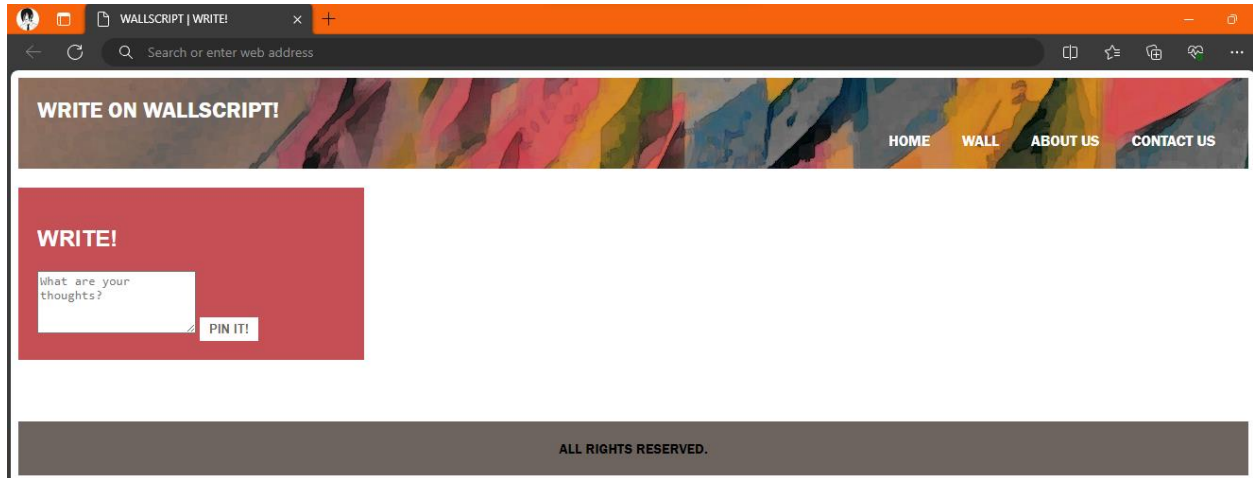 WALLSCRIPT | WRITE!
Search or enter web address
WRITE ON WALLSCRIPT!
HOME WALL ABOUT US CONTACT US
WRITE!
What are your
thoughts?
PIN IT!
ALL RIGHTS RESERVED.